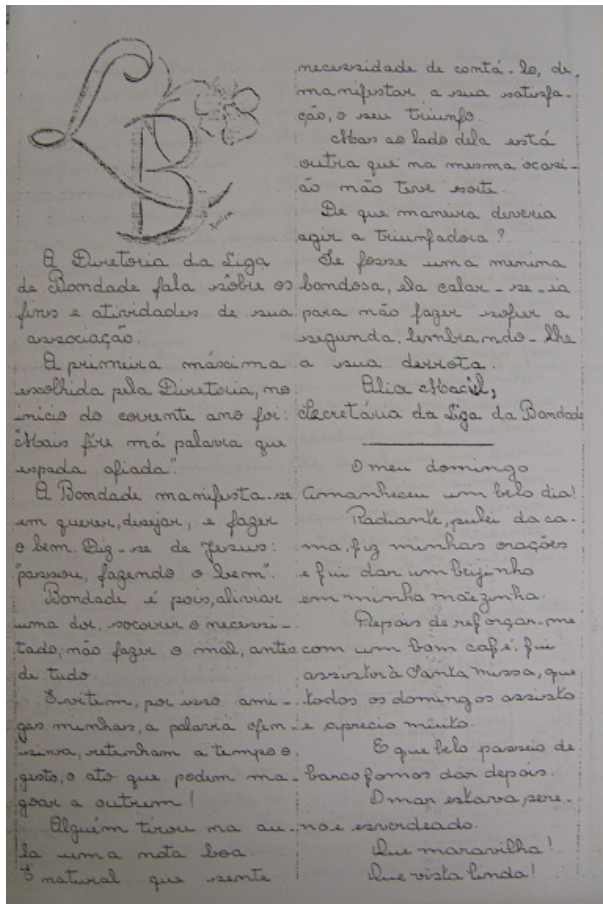 LB
A Diretoria da Liga
de Bondade fala sôbre os
fins e atividades de sua
associação.
A primeira máxima
escolhida pela Diretoria, no
início do corrente ano foi:
"Mais fire má palavra que
espada afiada".
A Bondade manifesta-se
em querer, desejar, e fazer
o bem. Diz-se de Jesus:
"passou, fazendo o bem".
Bondade é pois, aliviar
uma dor, socorrer o necessi-
tado, não fazer o mal, antes
de tudo.
Evitem, por isso ami-
gas minhas, a palavra ofen-
siva, retenham a tempo o
gesto, o ato que podem ma-
goar a outrem!
Alguém tirou na au-
la uma nota boa.
É natural que sente
necessidade de contá-lo, de
manifestar a sua satisfa-
ção, o seu triunfo.
Mas ao lado dela está
outra que na mesma ocasi-
ão não teve sorte.
De que maneira deveria
agir a triunfadora?
Se fosse uma menina
bondosa, ela calar-se-ia
para não fazer sofrer a
segunda, lembrando-lhe
a sua derrota.
Alice Maciel,
Secretária da Liga da Bondade
O meu domingo
Amanheceu um belo dia!
Radiante, pulei da ca-
ma, fiz minhas orações
e fui dar um beijinho
em minha mãezinha.
Depois de reforçar-me
com um bom café, fui
assistir à Santa Missa, que
todos os domingos assisto
e aprecio muito.
E que belo passeio de
barco fomos dar depois.
O mar estava sere-
no e esverdeado.
Que maravilha!
Que vista linda!